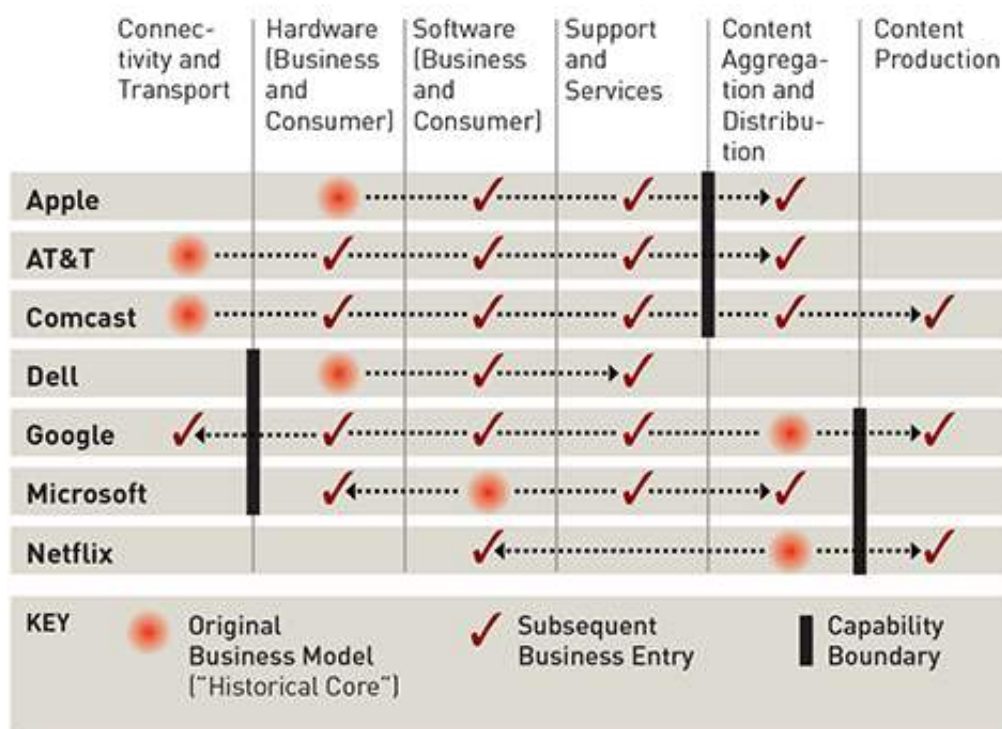 Connec-
tivity and
Transport
Hardware
(Business
and
Consumer)
Software
(Business
and
Consumer)
Support
and
Services
Content
Aggrega-
tion and
Distribu-
tion
Content
Production
Apple
AT&T
Comcast
Dell
Google
Microsoft
Netflix
KEY
Original
Business Model
("Historical Core")
Subsequent
Business Entry
Capability
Boundary